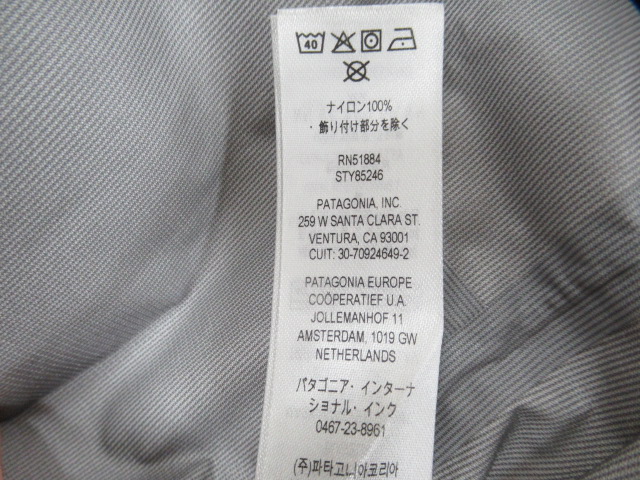 40
ナイロン100%
・飾り付け部分を除く
RN51884
STY85246
PATAGONIA, INC.
259 W SANTA CLARA ST.
VENTURA, CA 93001
CUIT: 30-70924649-2
PATAGONIA EUROPE
COÖPERATIEF U.A.
JOLLEMANHOF 11
AMSTERDAM, 1019 GW
NETHERLANDS
パタゴニア・インターナ
ショナル・インク
0467-23-8961
(주)파타고니아코리아